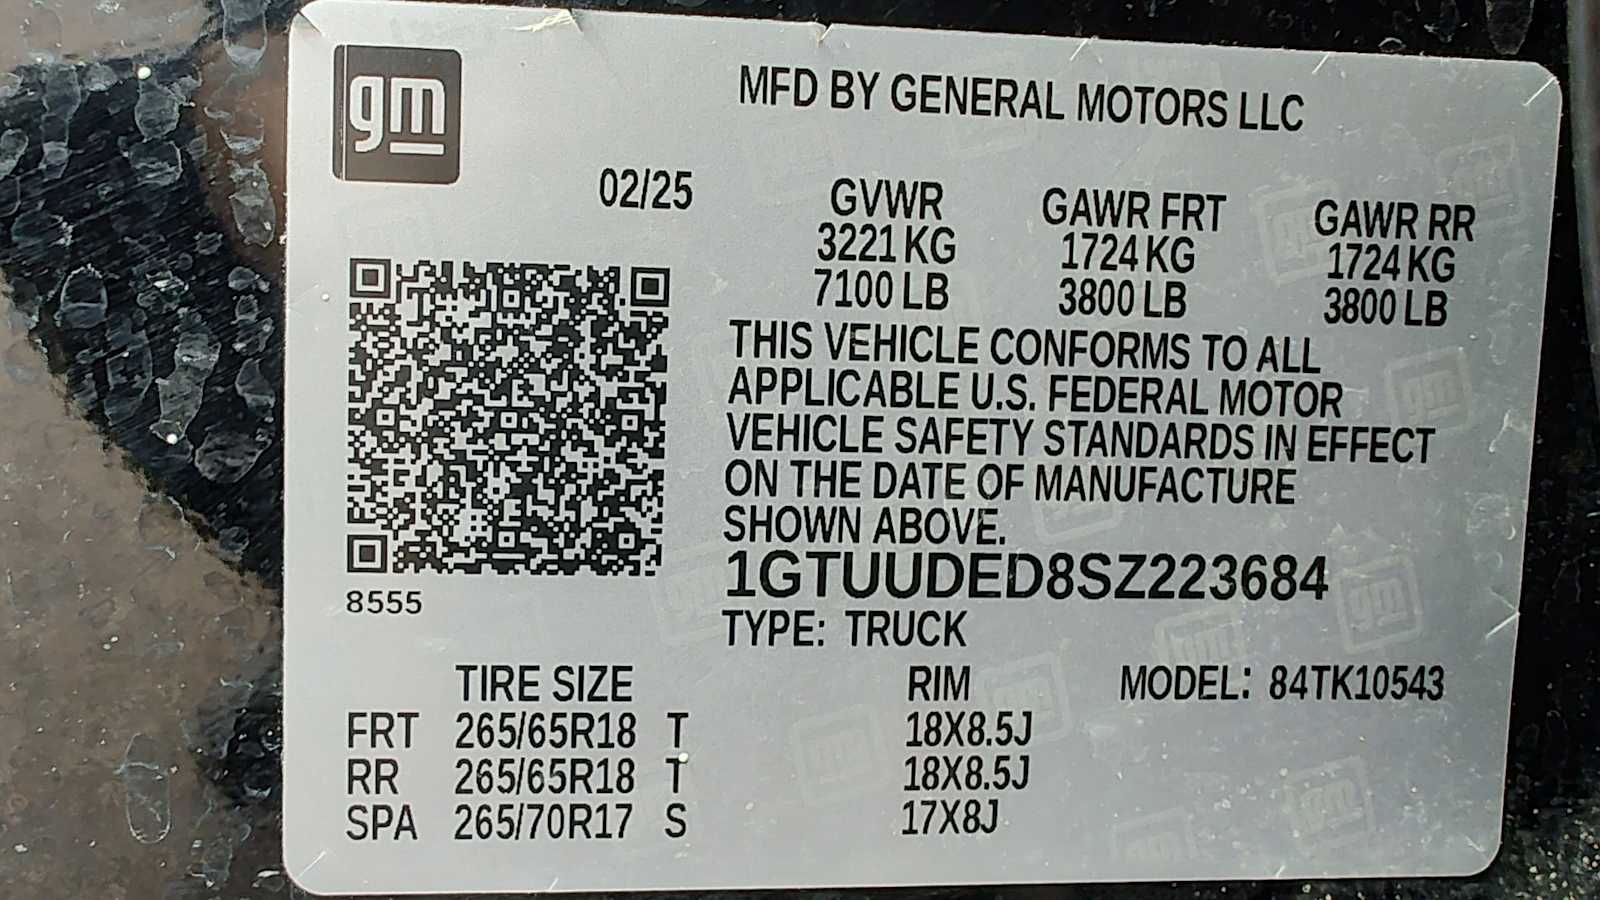 gm
MFD BY GENERAL MOTORS LLC
02/25
GVWR GAWR FRT GAWR RR
3221 KG 1724 KG 1724 KG
7100 LB 3800 LB 3800 LB
THIS VEHICLE CONFORMS TO ALL
APPLICABLE U.S. FEDERAL MOTOR
VEHICLE SAFETY STANDARDS IN EFFECT
ON THE DATE OF MANUFACTURE
SHOWN ABOVE.
1GTUUDED8SZ223684
8555
TYPE: TRUCK
TIRE SIZE RIM MODEL: 84TK10543
FRT 265/65R18 T 18X8.5J
RR 265/65R18 T 18X8.5J
SPA 265/70R17 S 17X8J